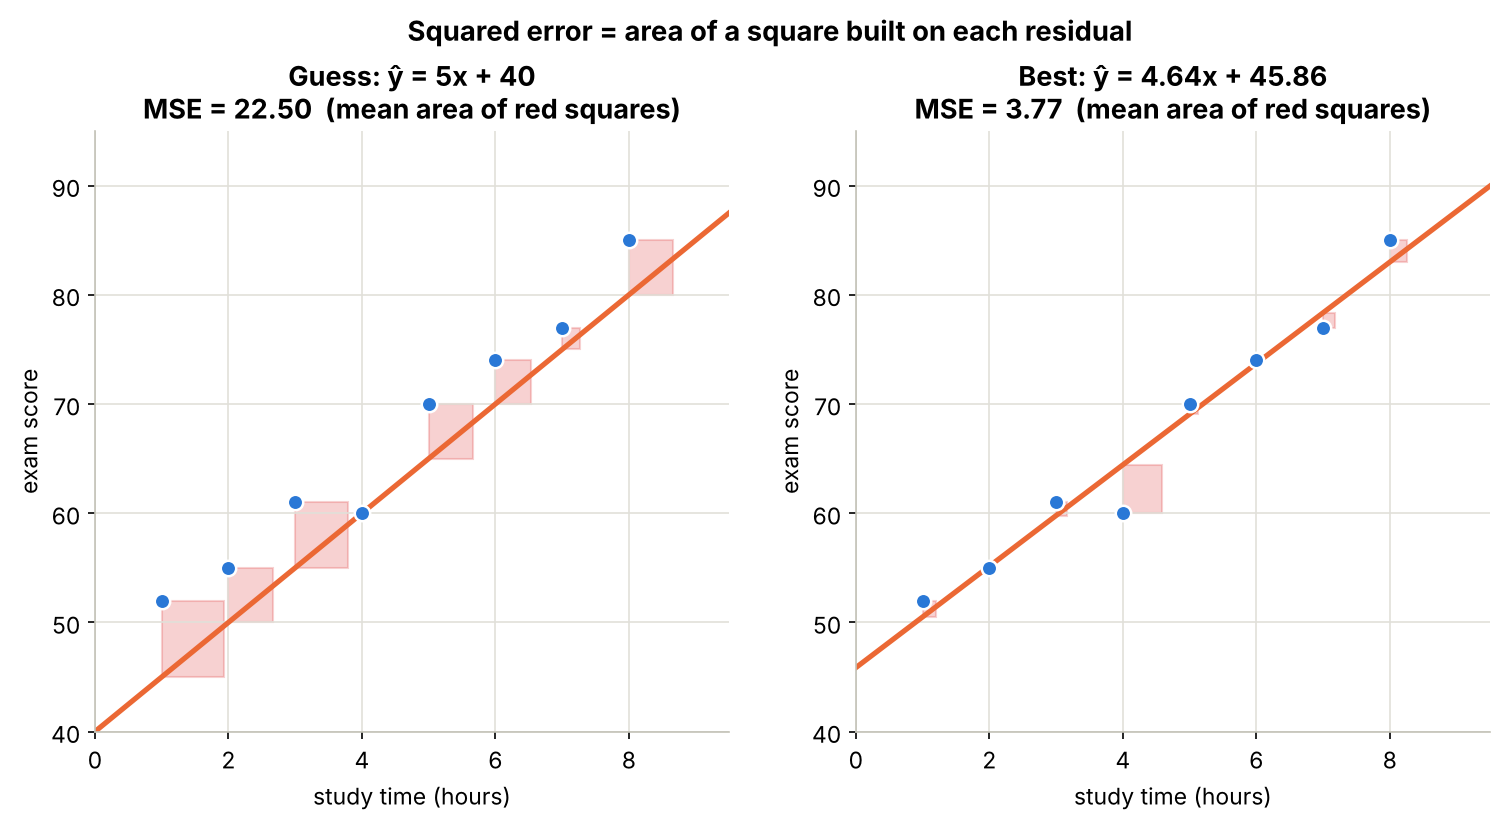 Squared error = area of a square built on each residual
Guess: ŷ = 5x + 40
MSE = 22.50 (mean area of red squares)
90
80
70
60
50
40
exam score
0 2 4 6 8
study time (hours)
Best: ŷ = 4.64x + 45.86
MSE = 3.77 (mean area of red squares)
90
80
70
60
50
40
exam score
0 2 4 6 8
study time (hours)